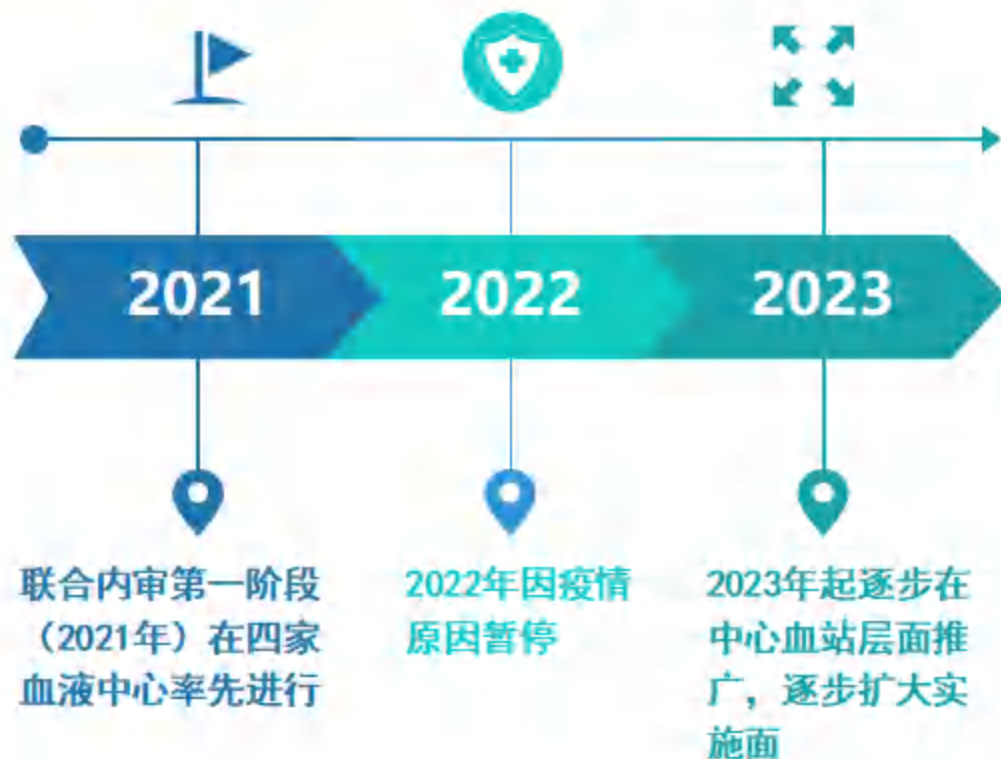 2021
2022
2023
联合内审第一阶段
（2021年）在四家
血液中心率先进行
2022年因疫情
原因暂停
2023年起逐步在
中心血站层面推
广，逐步扩大实
施面